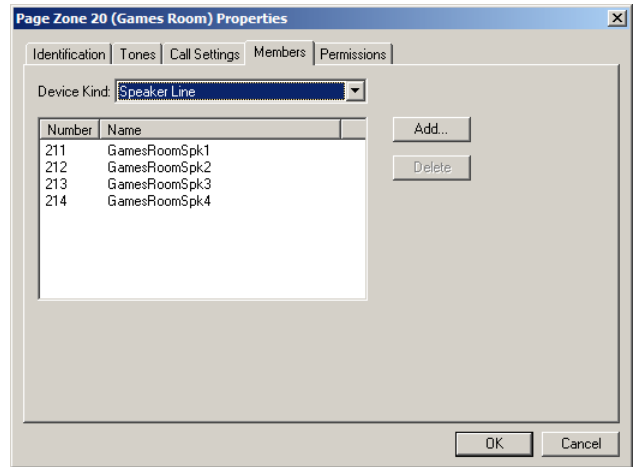 Page Zone 20 (Games Room) Properties
Identification Tones Call Settings Members Permissions
Device Kind: Speaker Line
Number Name
Add...
211 GamesRoomSpk1
212 GamesRoomSpk2
Delete
213 GamesRoomSpk3
214 GamesRoomSpk4
OK Cancel